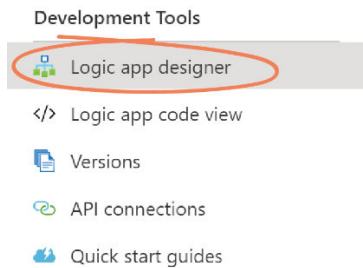 Development Tools
Logic app designer
</> Logic app code view
Versions
API connections
Quick start guides